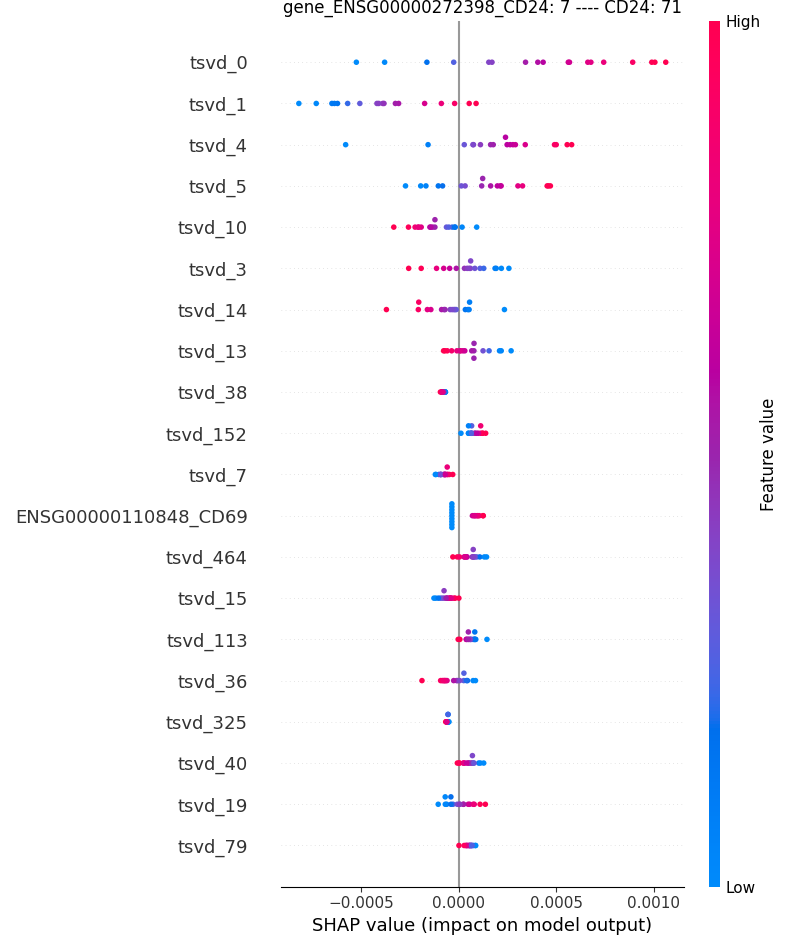 gene_ENSG00000272398_CD24: 7 ---- CD24: 71
High
tsvd_0
tsvd_1
tsvd_4
tsvd_5
tsvd_10
tsvd_3
tsvd_14
tsvd_13
tsvd_38
tsvd_152
tsvd_7
ENSG00000110848_CD69
tsvd_464
tsvd_15
tsvd_113
tsvd_36
tsvd_325
tsvd_40
tsvd_19
tsvd_79
Feature value
Low
−0.0005 0.0000 0.0005 0.0010
SHAP value (impact on model output)